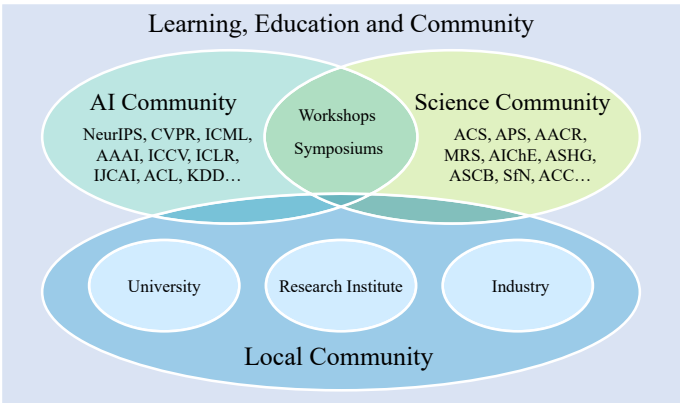 Learning, Education and Community
AI Community
NeurIPS, CVPR, ICML,
AAAI, ICCV, ICLR,
IJCAI, ACL, KDD…
Workshops
Symposiums
Science Community
ACS, APS, AACR,
MRS, AIChE, ASHG,
ASCB, SfN, ACC…
University
Research Institute
Industry
Local Community